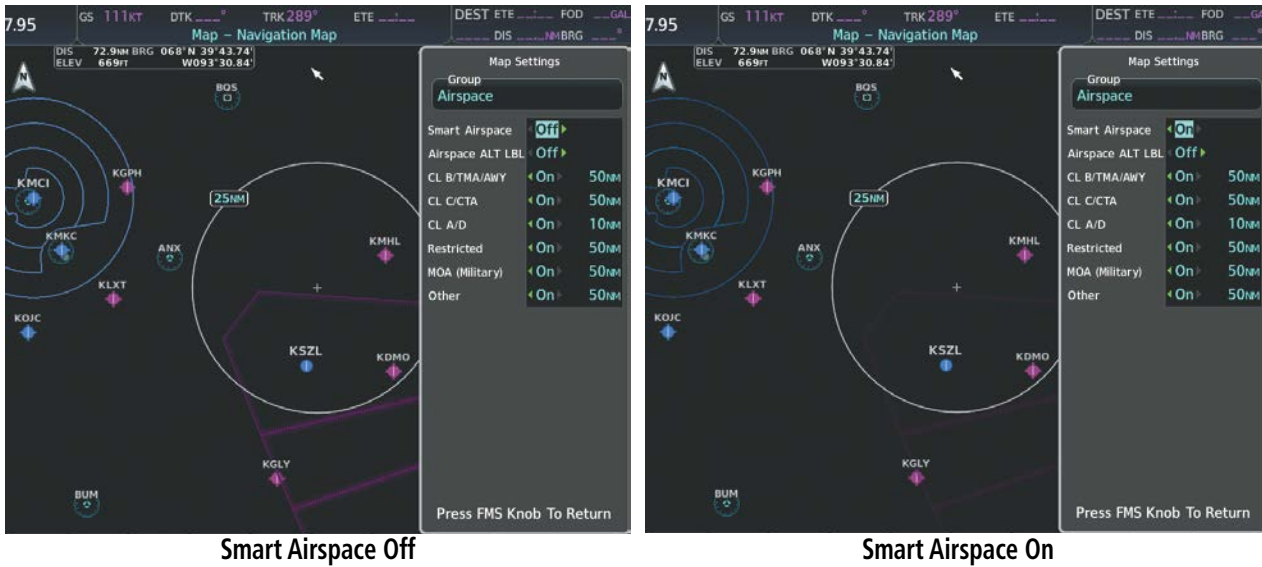 7.95
GS 111KT DTK ___° TRK 289° ETE __:__
DEST ETE __:__ FOD ___GAL
Map – Navigation Map
____ DIS ____NM BRG ___°
DIS 72.9NM BRG 068° N 39°43.74'
ELEV 669FT W093°30.84'
N
BQS
KMCI
KGPH
25NM
KMKC
ANX
KMHL
KLXT
KOJC
KSZL
KDMO
KGLY
BUM
Map Settings
Group
Airspace
Smart Airspace Off
Airspace ALT LBL Off
CL B/TMA/AWY On 50NM
CL C/CTA On 50NM
CL A/D On 10NM
Restricted On 50NM
MOA (Military) On 50NM
Other On 50NM
Press FMS Knob To Return
Smart Airspace Off
7.95
GS 111KT DTK ___° TRK 289° ETE __:__
DEST ETE __:__ FOD ___GA
Map – Navigation Map
____ DIS ____NM BRG ___°
DIS 72.9NM BRG 068° N 39°43.74'
ELEV 669FT W093°30.84'
N
BQS
KMCI
KGPH
25NM
KMKC
ANX
KMHL
KLXT
KOJC
KSZL
KDMO
KGLY
BUM
Map Settings
Group
Airspace
Smart Airspace On
Airspace ALT LBL Off
CL B/TMA/AWY On 50NM
CL C/CTA On 50NM
CL A/D On 10NM
Restricted On 50NM
MOA (Military) On 50NM
Other On 50NM
Press FMS Knob To Return
Smart Airspace On